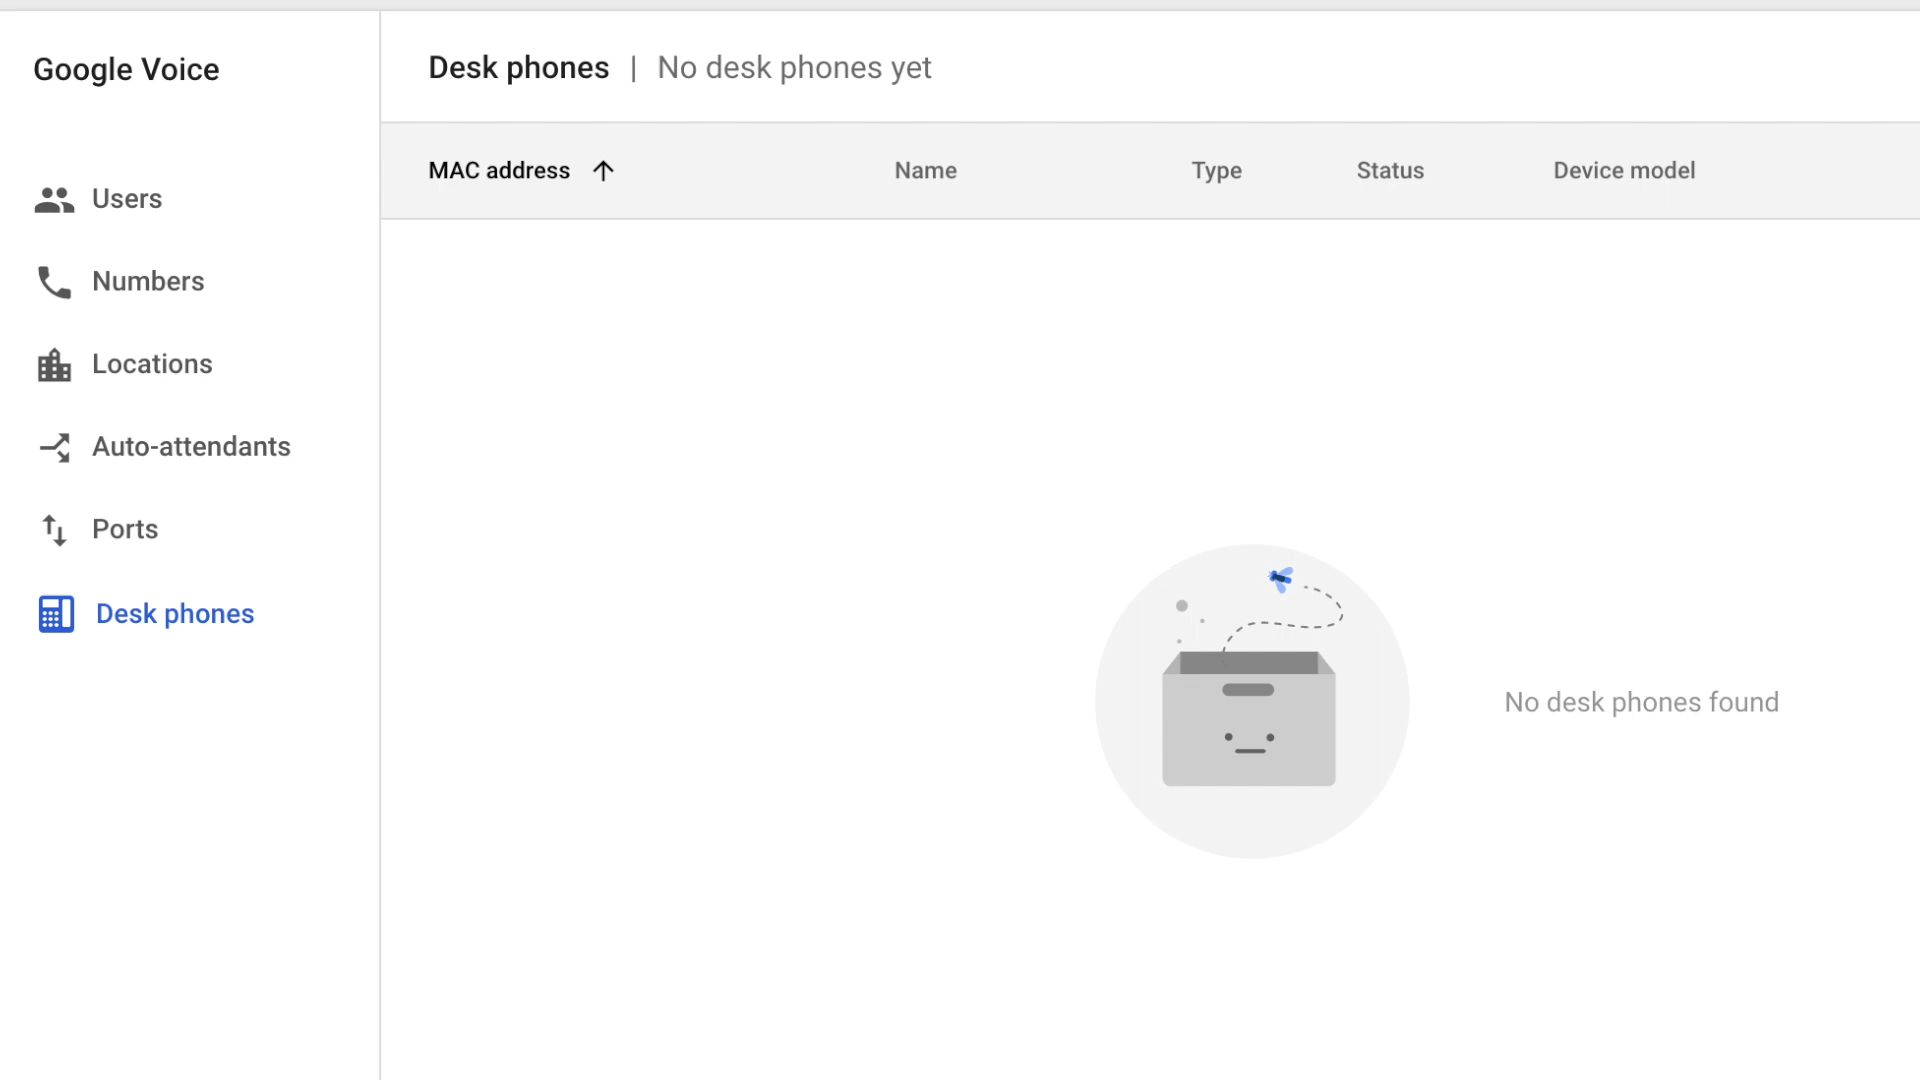 Google Voice
Users
Numbers
Locations
Auto-attendants
Ports
Desk phones
Desk phones | No desk phones yet
MAC address Name Type Status Device model
No desk phones found